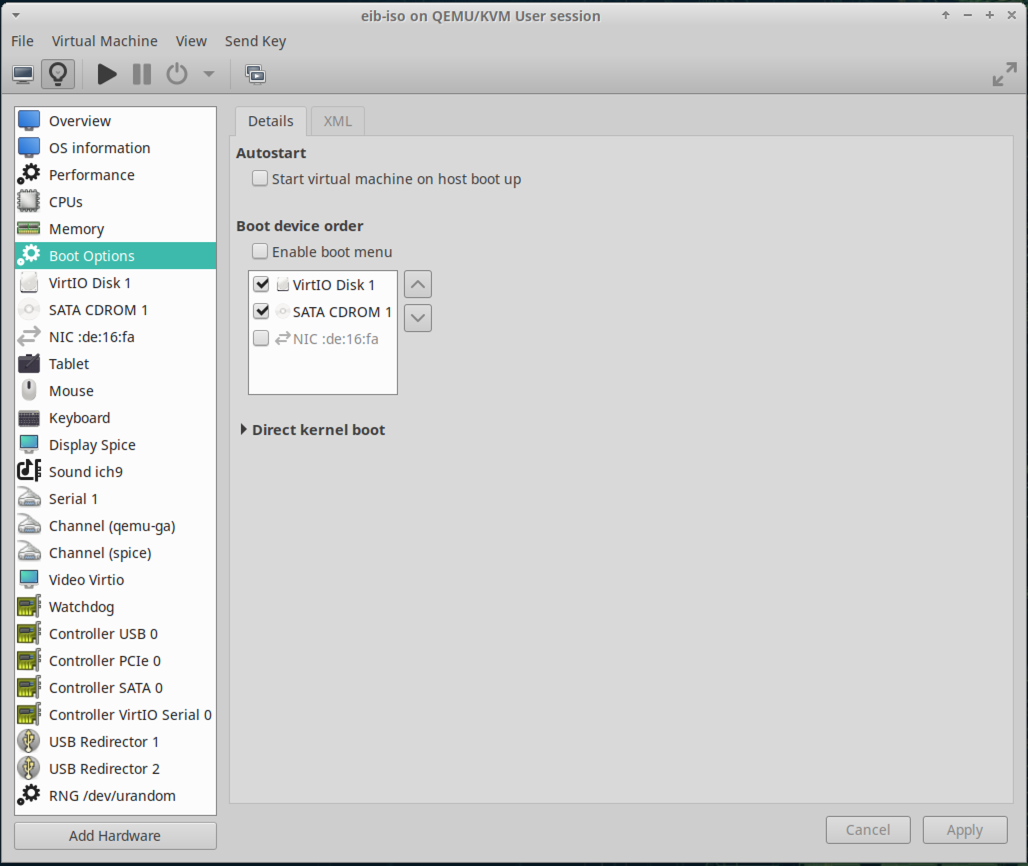 eib-iso on QEMU/KVM User session
File Virtual Machine View Send Key
Overview
OS information
Performance
CPUs
Memory
Boot Options
VirtIO Disk 1
SATA CDROM 1
NIC :de:16:fa
Tablet
Mouse
Keyboard
Display Spice
Sound ich9
Serial 1
Channel (qemu-ga)
Channel (spice)
Video Virtio
Watchdog
Controller USB 0
Controller PCIe 0
Controller SATA 0
Controller VirtIO Serial 0
USB Redirector 1
USB Redirector 2
RNG /dev/urandom
Add Hardware
Details XML
Autostart
Start virtual machine on host boot up
Boot device order
Enable boot menu
VirtIO Disk 1
SATA CDROM 1
NIC :de:16:fa
Direct kernel boot
Cancel Apply